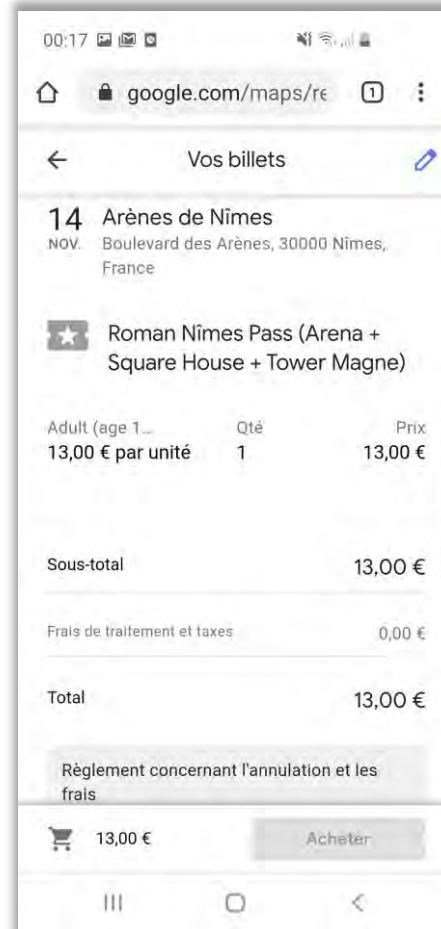 00:17
google.com/maps/re 1
Vos billets
14 Arènes de Nîmes
NOV. Boulevard des Arènes, 30000 Nîmes,
France
Roman Nîmes Pass (Arena +
Square House + Tower Magne)
Adult (age 1... Qté Prix
13,00 € par unité 1 13,00 €
Sous-total 13,00 €
Frais de traitement et taxes 0,00 €
Total 13,00 €
Règlement concernant l'annulation et les
frais
13,00 € Acheter